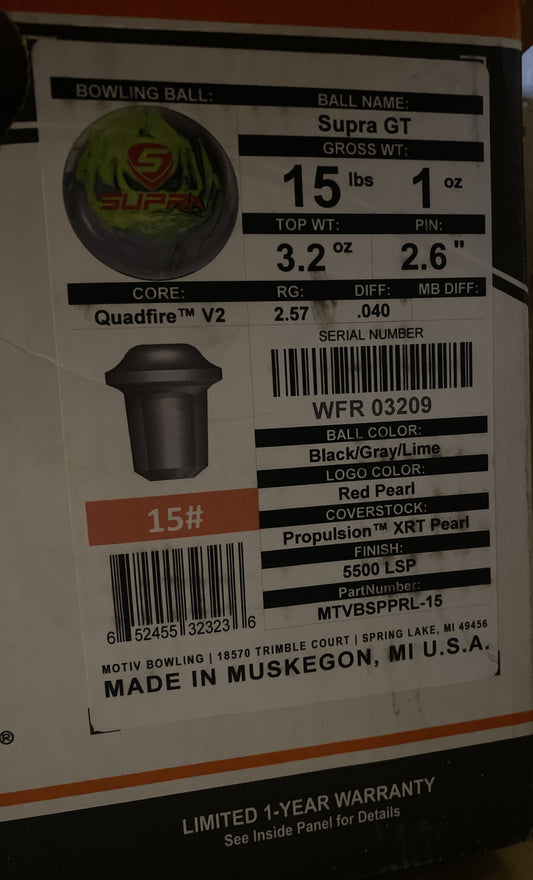 BOWLING BALL:
BALL NAME:
Supra GT
S
SUPRA
GROSS WT:
15 lbs 1 oz
TOP WT: PIN:
3.2 oz 2.6"
CORE: RG: DIFF: MB DIFF:
Quadfire™ V2 2.57 .040
SERIAL NUMBER
WFR 03209
BALL COLOR:
Black/Gray/Lime
LOGO COLOR:
Red Pearl
COVERSTOCK:
Propulsion™ XRT Pearl
FINISH:
5500 LSP
PartNumber:
MTVBSPPRL-15
15#
6 52455 32323 6
MOTIV BOWLING | 18570 TRIMBLE COURT | SPRING LAKE, MI 49456
MADE IN MUSKEGON, MI U.S.A.
®
LIMITED 1-YEAR WARRANTY
See Inside Panel for Details